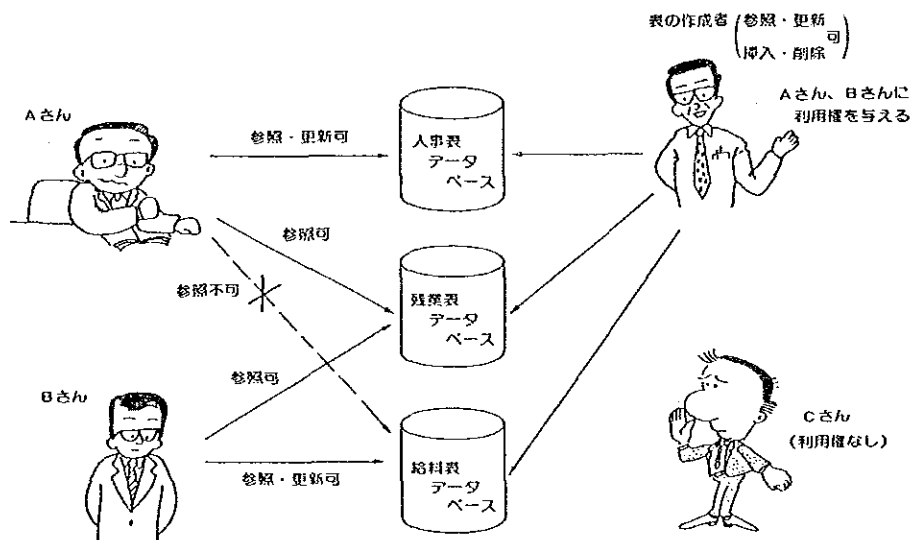 表の作成者(参照・更新
挿入・削除 可)
Aさん、Bさんに
利用権を与える
Aさん
参照・更新可
人事表
データ
ベース
参照可
参照不可
残業表
データ
ベース
参照可
Bさん
参照・更新可
給料表
データ
ベース
Cさん
(利用権なし)